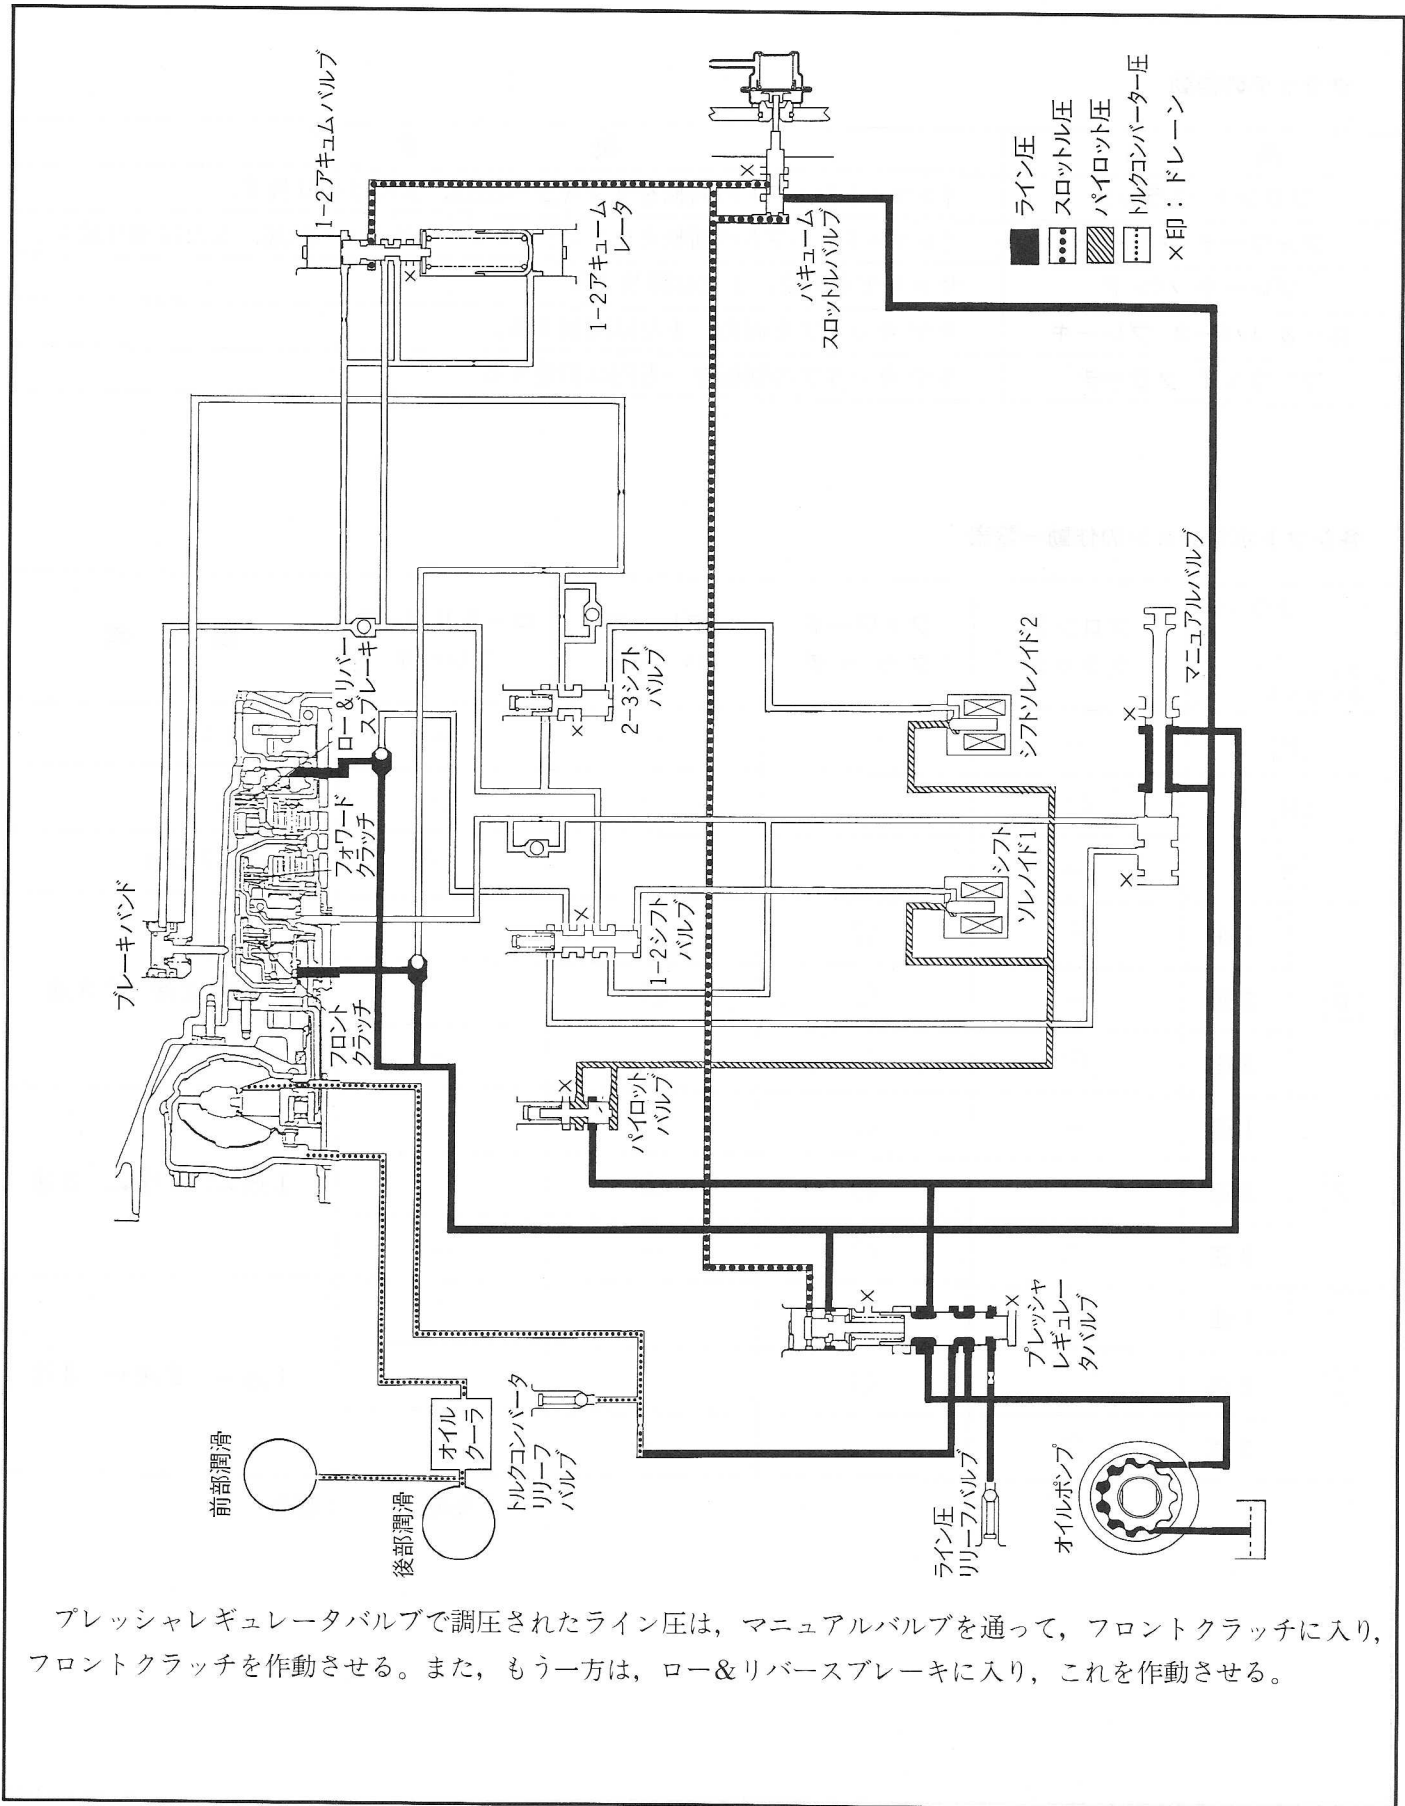 1-2アキュムバルブ
1-2アキューム
レータ
バキューム
スロットルバルブ
ライン圧
スロットル圧
パイロット圧
トルクコンバーター圧
×印：ドレーン
ロー&リバー
スブレーキ
フォワード
クラッチ
ブレーキバンド
フロント
クラッチ
2-3シフト
バルブ
1-2シフト
バルブ
パイロット
バルブ
シフトソレノイド2
シフト
ソレノイド1
マニュアルバルブ
プレッシャ
レギュレー
タバルブ
前部潤滑
後部潤滑
オイル
クーラ
トルクコンバータ
リリーフ
バルブ
ライン圧
リリーフバルブ
オイルポンプ
プレッシャレギュレータバルブで調圧されたライン圧は，マニュアルバルブを通って，フロントクラッチに入り，
フロントクラッチを作動させる。また，もう一方は，ロー&リバースブレーキに入り，これを作動させる。